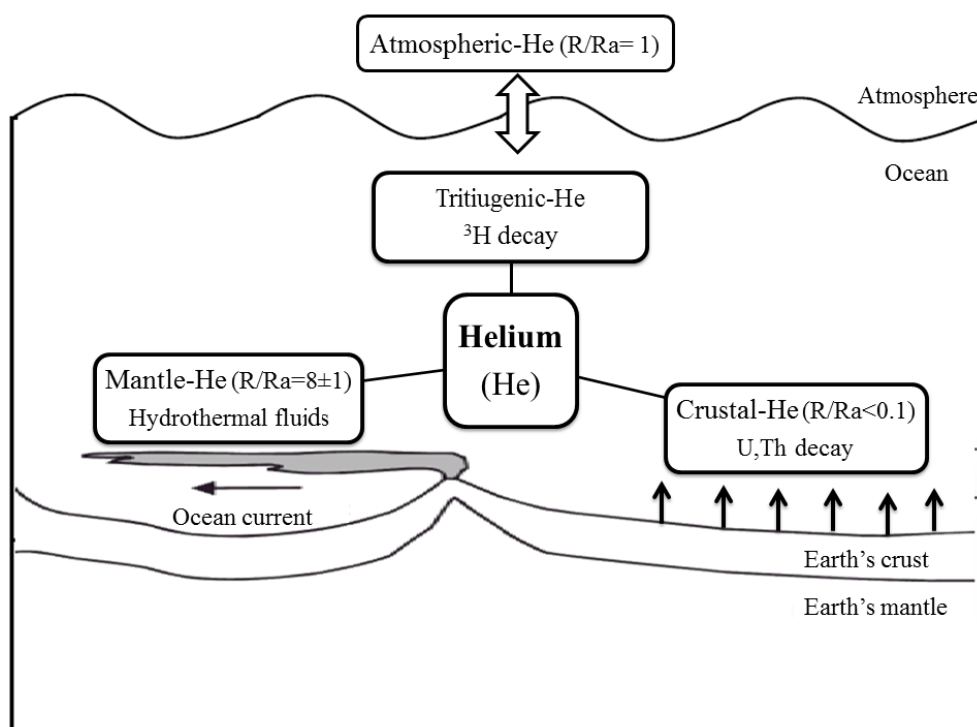 Atmospheric-He (R/Ra= 1)
Atmosphere
Ocean
Tritiugenic-He
³H decay
Helium
(He)
Mantle-He (R/Ra=8±1)
Hydrothermal fluids
Crustal-He (R/Ra<0.1)
U,Th decay
Ocean current
Earth’s crust
Earth’s mantle